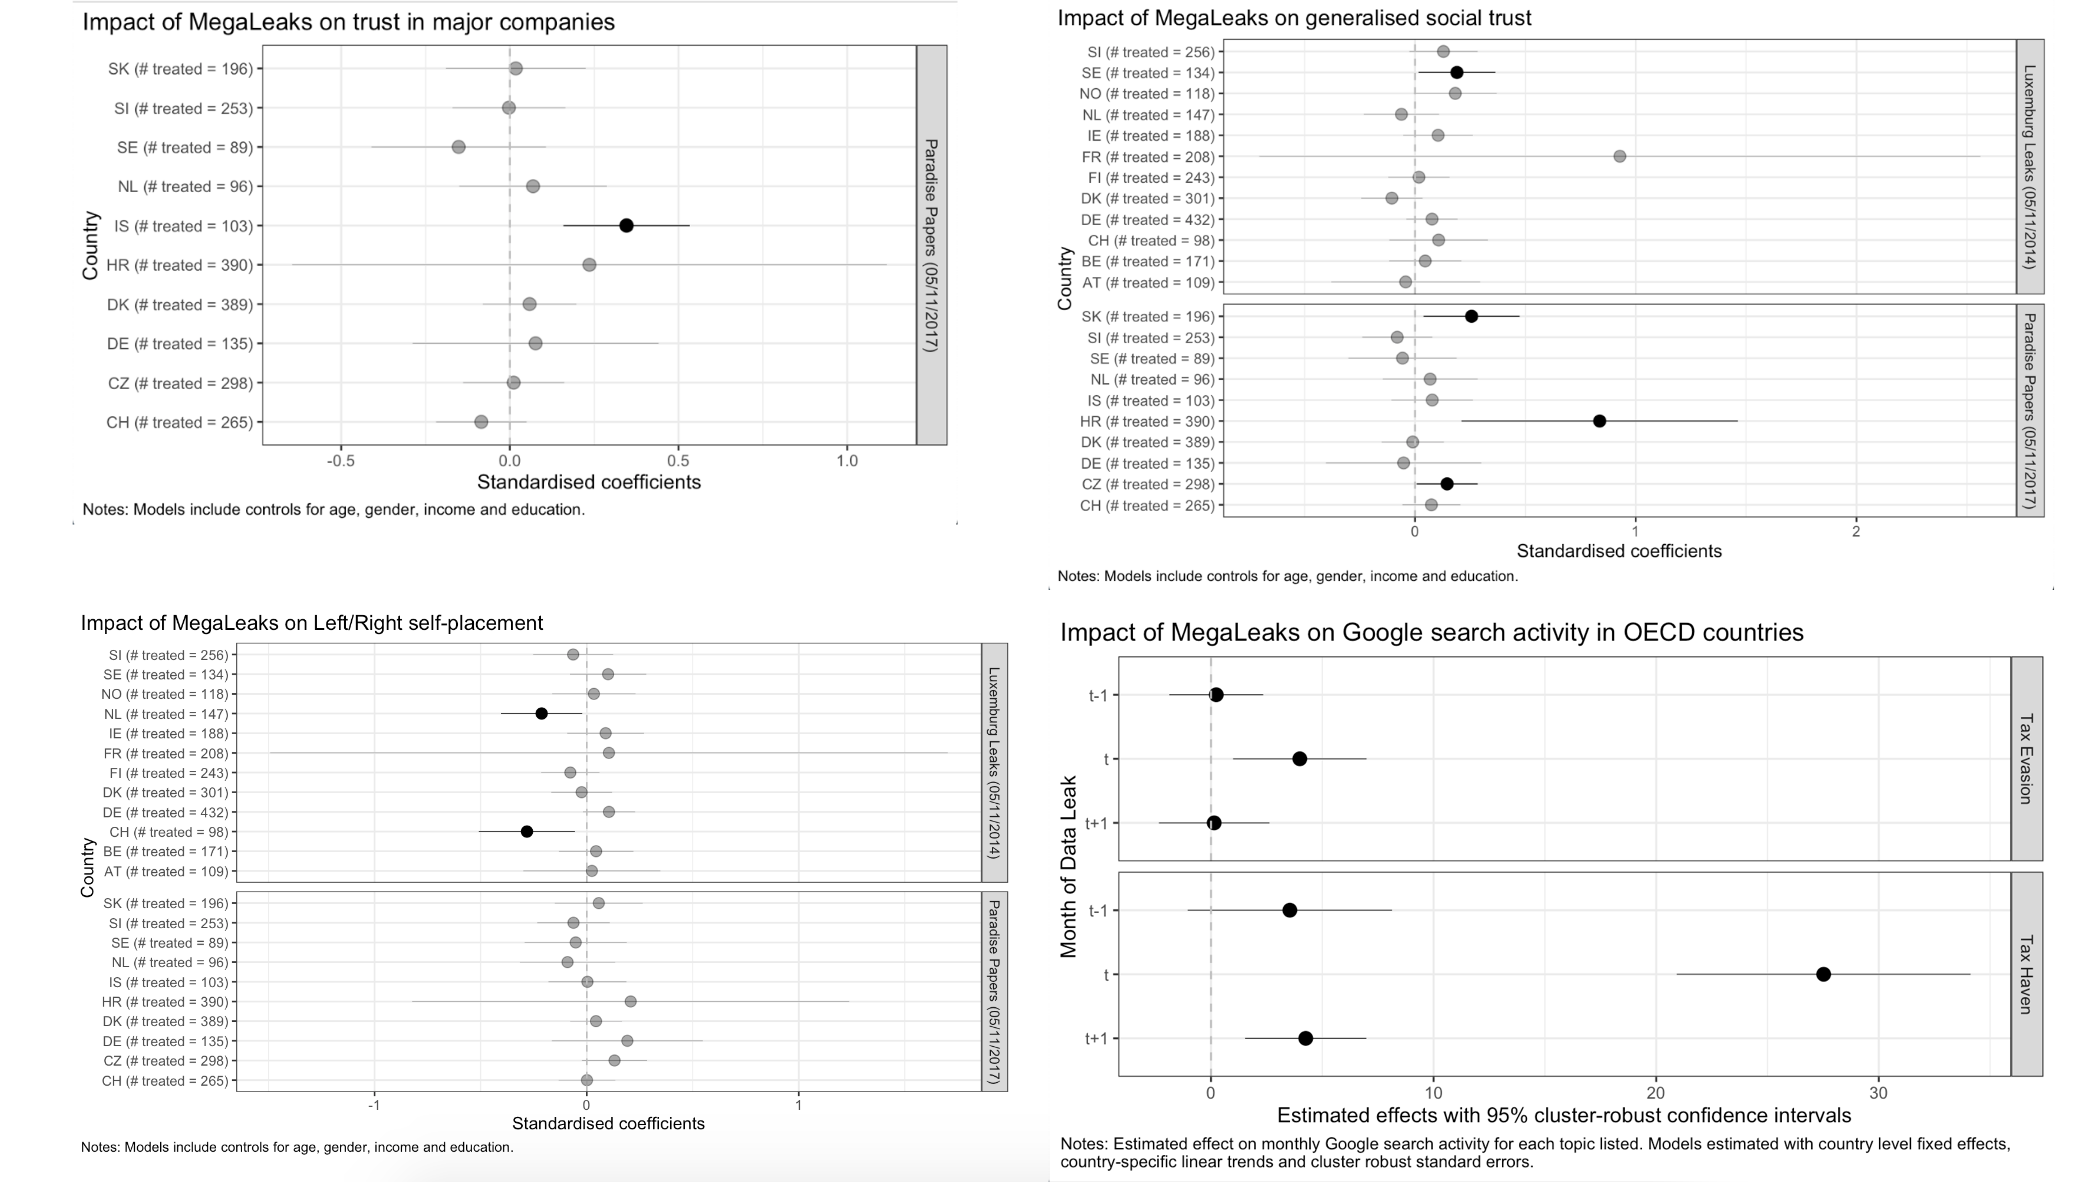 Impact of MegaLeaks on trust in major companies
Country
SK (# treated = 196)
SI (# treated = 253)
SE (# treated = 89)
NL (# treated = 96)
IS (# treated = 103)
HR (# treated = 390)
DK (# treated = 389)
DE (# treated = 135)
CZ (# treated = 298)
CH (# treated = 265)
Paradise Papers (05/11/2017)
-0.5 0.0 0.5 1.0
Standardised coefficients
Notes: Models include controls for age, gender, income and education.
Impact of MegaLeaks on generalised social trust
Country
SI (# treated = 256)
SE (# treated = 134)
NO (# treated = 118)
NL (# treated = 147)
IE (# treated = 188)
FR (# treated = 208)
FI (# treated = 243)
DK (# treated = 301)
DE (# treated = 432)
CH (# treated = 98)
BE (# treated = 171)
AT (# treated = 109)
Luxemburg Leaks (05/11/2014)
SK (# treated = 196)
SI (# treated = 253)
SE (# treated = 89)
NL (# treated = 96)
IS (# treated = 103)
HR (# treated = 390)
DK (# treated = 389)
DE (# treated = 135)
CZ (# treated = 298)
CH (# treated = 265)
Paradise Papers (05/11/2017)
0 1 2
Standardised coefficients
Notes: Models include controls for age, gender, income and education.
Impact of MegaLeaks on Left/Right self-placement
Country
SI (# treated = 256)
SE (# treated = 134)
NO (# treated = 118)
NL (# treated = 147)
IE (# treated = 188)
FR (# treated = 208)
FI (# treated = 243)
DK (# treated = 301)
DE (# treated = 432)
CH (# treated = 98)
BE (# treated = 171)
AT (# treated = 109)
Luxemburg Leaks (05/11/2014)
SK (# treated = 196)
SI (# treated = 253)
SE (# treated = 89)
NL (# treated = 96)
IS (# treated = 103)
HR (# treated = 390)
DK (# treated = 389)
DE (# treated = 135)
CZ (# treated = 298)
CH (# treated = 265)
Paradise Papers (05/11/2017)
-1 0 1
Standardised coefficients
Notes: Models include controls for age, gender, income and education.
Impact of MegaLeaks on Google search activity in OECD countries
Month of Data Leak
t-1
t
t+1
Tax Evasion
t-1
t
t+1
Tax Haven
0 10 20 30
Estimated effects with 95% cluster-robust confidence intervals
Notes: Estimated effect on monthly Google search activity for each topic listed. Models estimated with country level fixed effects,
country-specific linear trends and cluster robust standard errors.